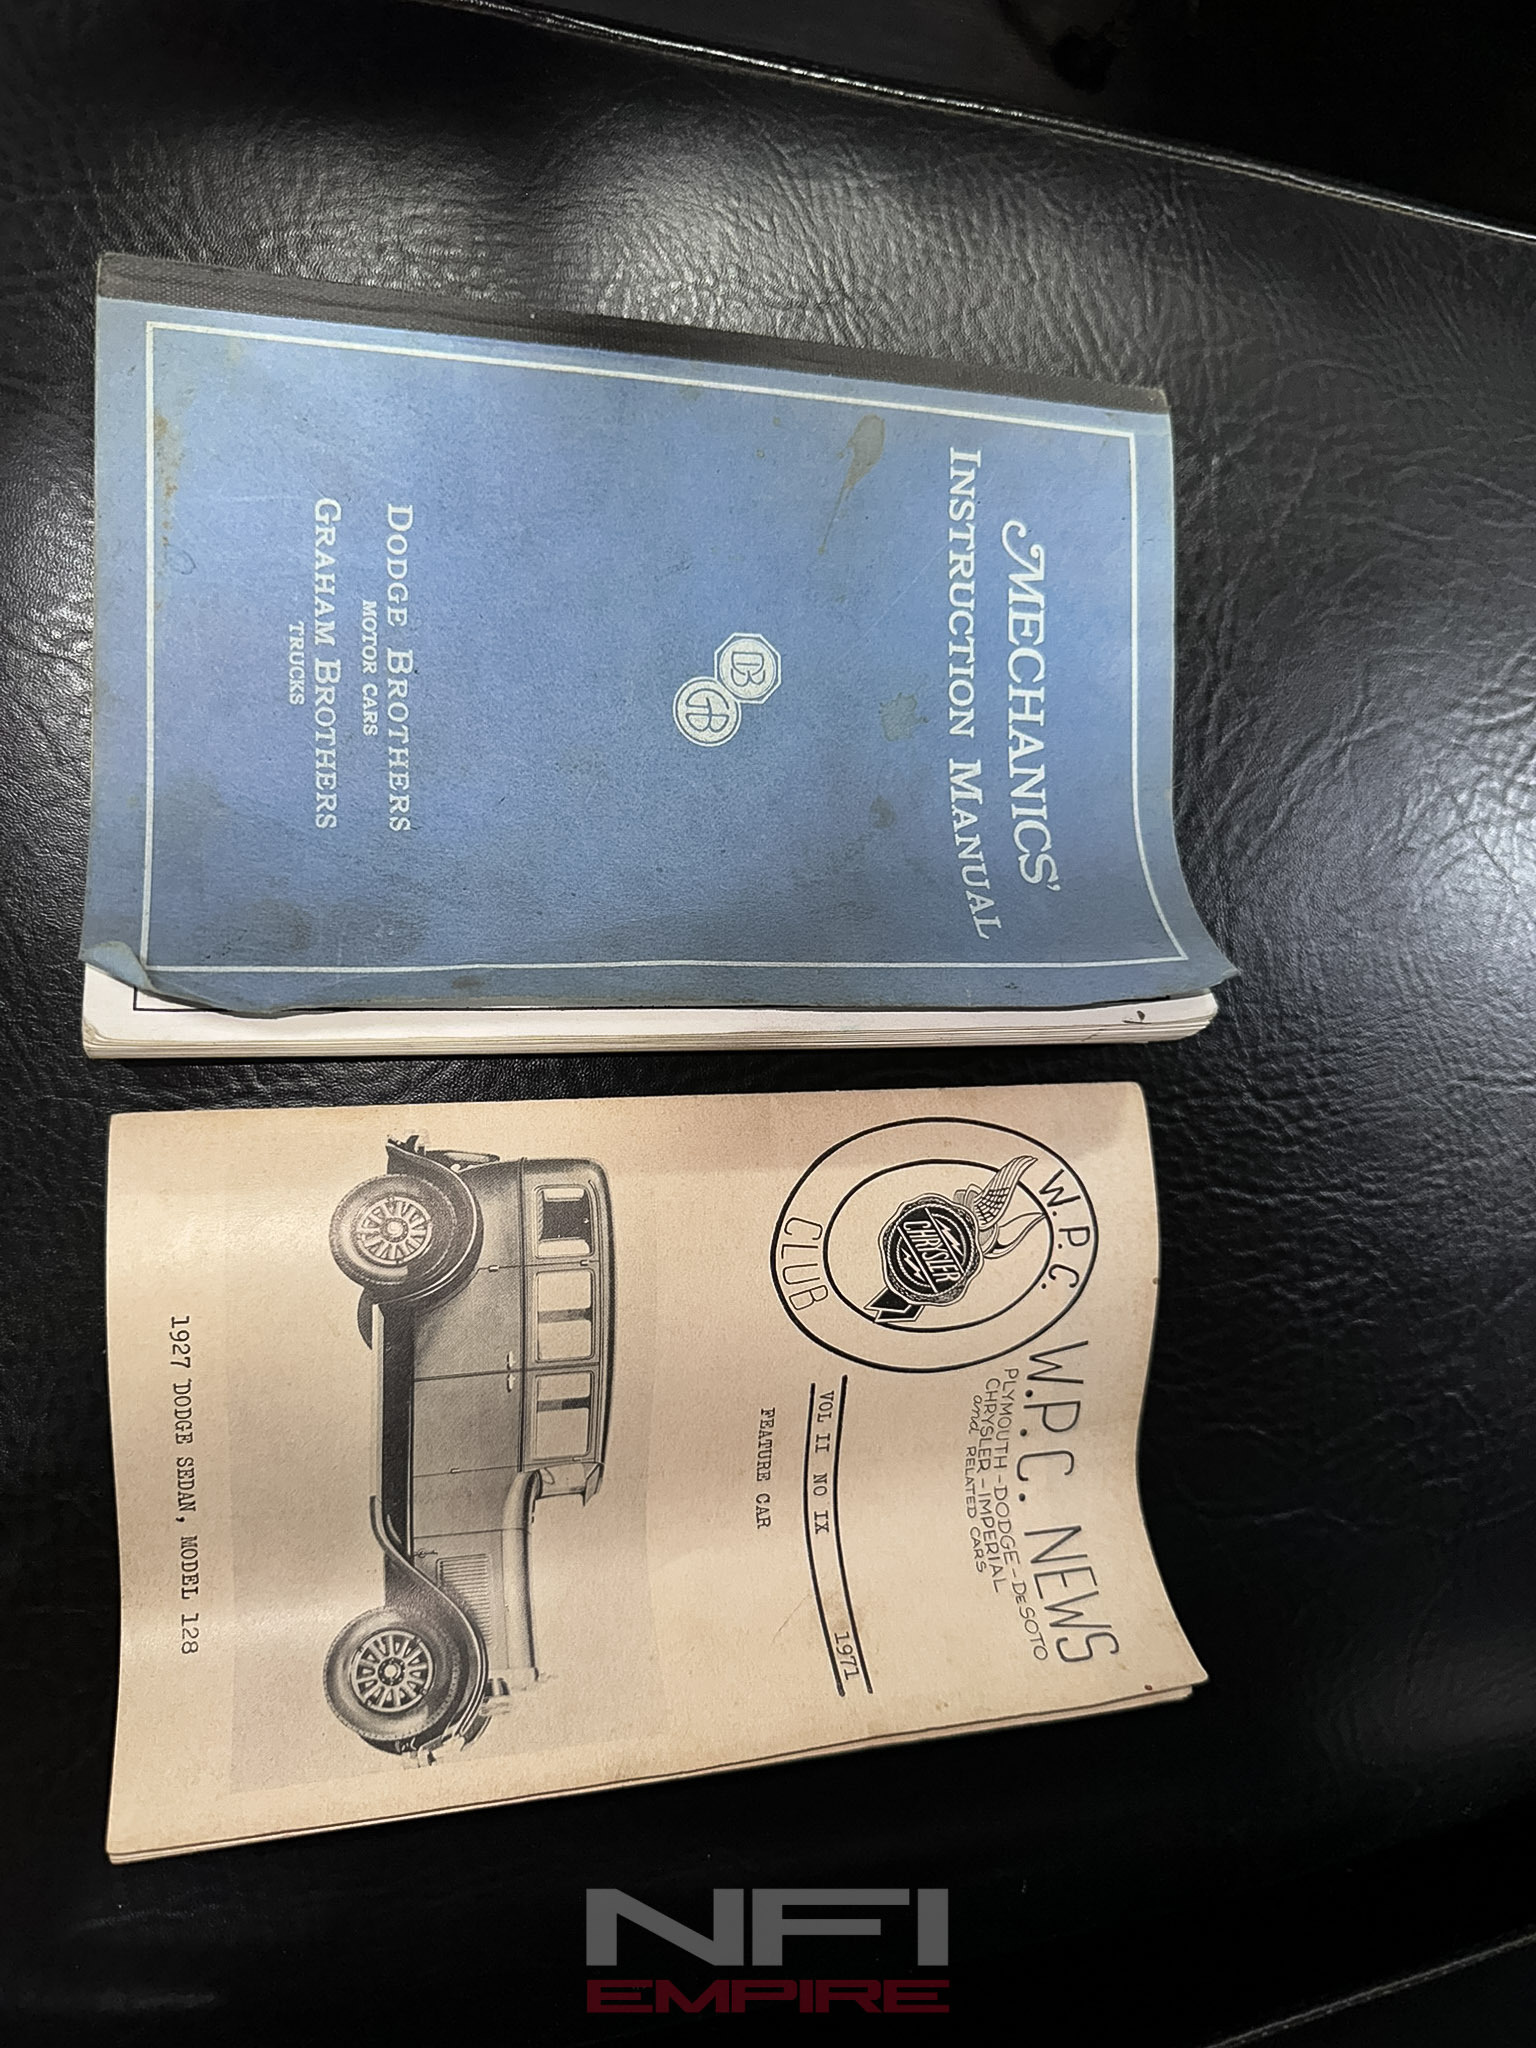 MECHANICS'
INSTRUCTION MANUAL
DB
GB
DODGE BROTHERS
MOTOR CARS
GRAHAM BROTHERS
TRUCKS
W.P.C. NEWS
PLYMOUTH - DODGE - DeSOTO
CHRYSLER - IMPERIAL
and RELATED CARS
W.P.C.
CHRYSLER
CLUB
VOL II NO IX 1971
FEATURE CAR
1927 DODGE SEDAN, MODEL 128
NFI
EMPIRE